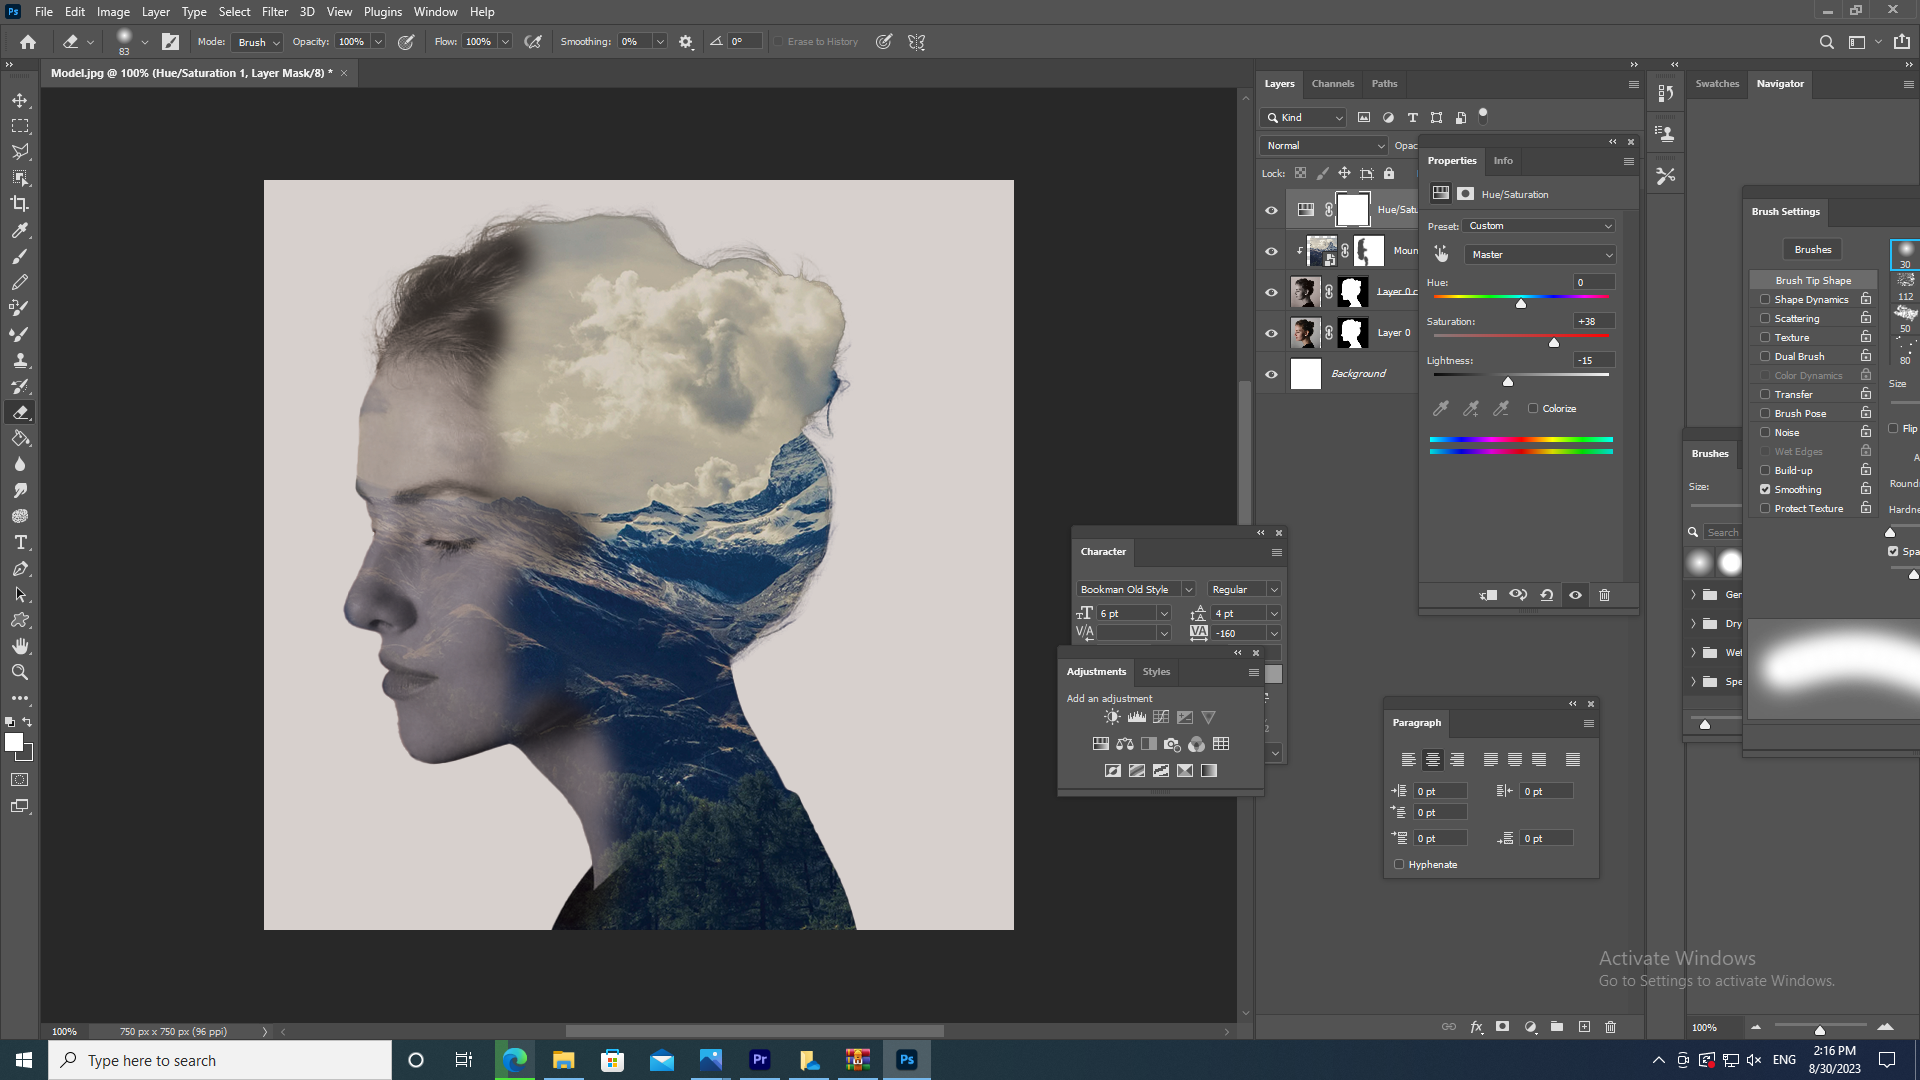 Ps File Edit Image Layer Type Select Filter 3D View Plugins Window Help
83 Mode: Brush Opacity: 100% Flow: 100% Smoothing: 0% 0° Erase to History
Model.jpg @ 100% (Hue/Saturation 1, Layer Mask/8) * ×
Layers Channels Paths
Kind
Normal Opac
Lock:
Hue/Satu
Moun
Layer 0 c
Layer 0
Background
Properties Info
Hue/Saturation
Preset: Custom
Master
Hue: 0
Saturation: +38
Lightness: -15
Colorize
Swatches Navigator
Brush Settings
Brushes
Brush Tip Shape
Shape Dynamics
Scattering
Texture
Dual Brush
Color Dynamics
Transfer
Brush Pose
Noise
Wet Edges
Build-up
Smoothing
Protect Texture
30
112
50
80
Size
Flip
A
Roundn
Hardne
Spa
Brushes
Size:
Search
Gen
Dry
Wet
Spe
Character
Bookman Old Style Regular
6 pt 4 pt
-160
Adjustments Styles
Add an adjustment
Paragraph
0 pt 0 pt
0 pt
0 pt 0 pt
Hyphenate
Activate Windows
Go to Settings to activate Windows.
100% 750 px x 750 px (96 ppi)
100%
Type here to search
Pr
Ps
ENG
2:16 PM
8/30/2023